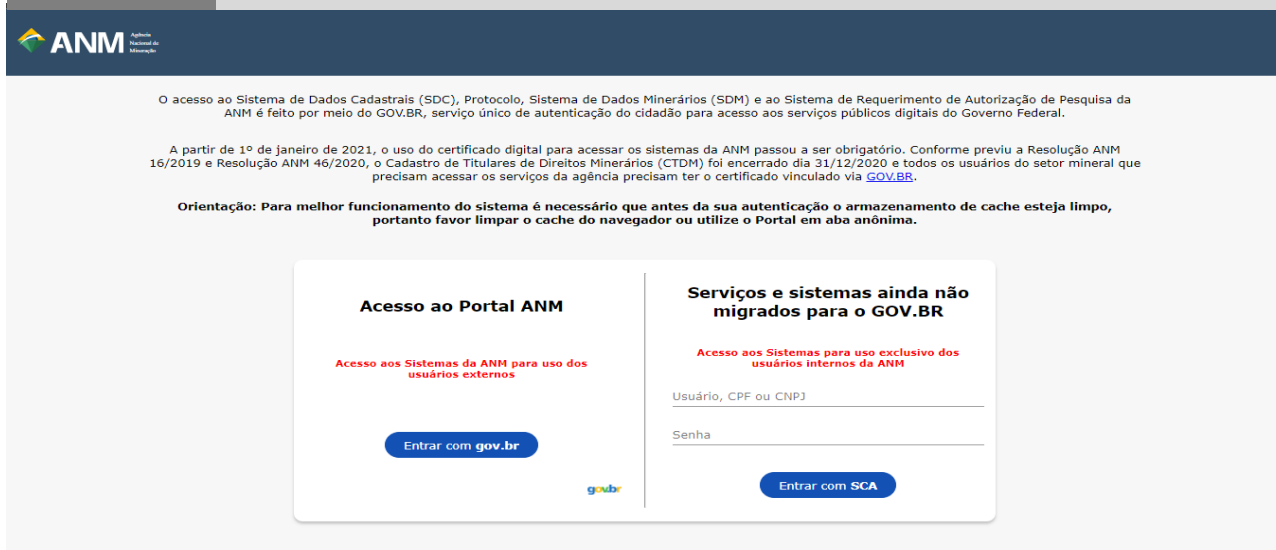 ANM Agência
Nacional de
Mineração
O acesso ao Sistema de Dados Cadastrais (SDC), Protocolo, Sistema de Dados Minerários (SDM) e ao Sistema de Requerimento de Autorização de Pesquisa da
ANM é feito por meio do GOV.BR, serviço único de autenticação do cidadão para acesso aos serviços públicos digitais do Governo Federal.
A partir de 1º de janeiro de 2021, o uso do certificado digital para acessar os sistemas da ANM passou a ser obrigatório. Conforme previu a Resolução ANM
16/2019 e Resolução ANM 46/2020, o Cadastro de Titulares de Direitos Minerários (CTDM) foi encerrado dia 31/12/2020 e todos os usuários do setor mineral que
precisam acessar os serviços da agência precisam ter o certificado vinculado via GOV.BR.
Orientação: Para melhor funcionamento do sistema é necessário que antes da sua autenticação o armazenamento de cache esteja limpo,
portanto favor limpar o cache do navegador ou utilize o Portal em aba anônima.
Acesso ao Portal ANM
Acesso aos Sistemas da ANM para uso dos
usuários externos
Entrar com gov.br
gov.br
Serviços e sistemas ainda não
migrados para o GOV.BR
Acesso aos Sistemas para uso exclusivo dos
usuários internos da ANM
Usuário, CPF ou CNPJ
Senha
Entrar com SCA